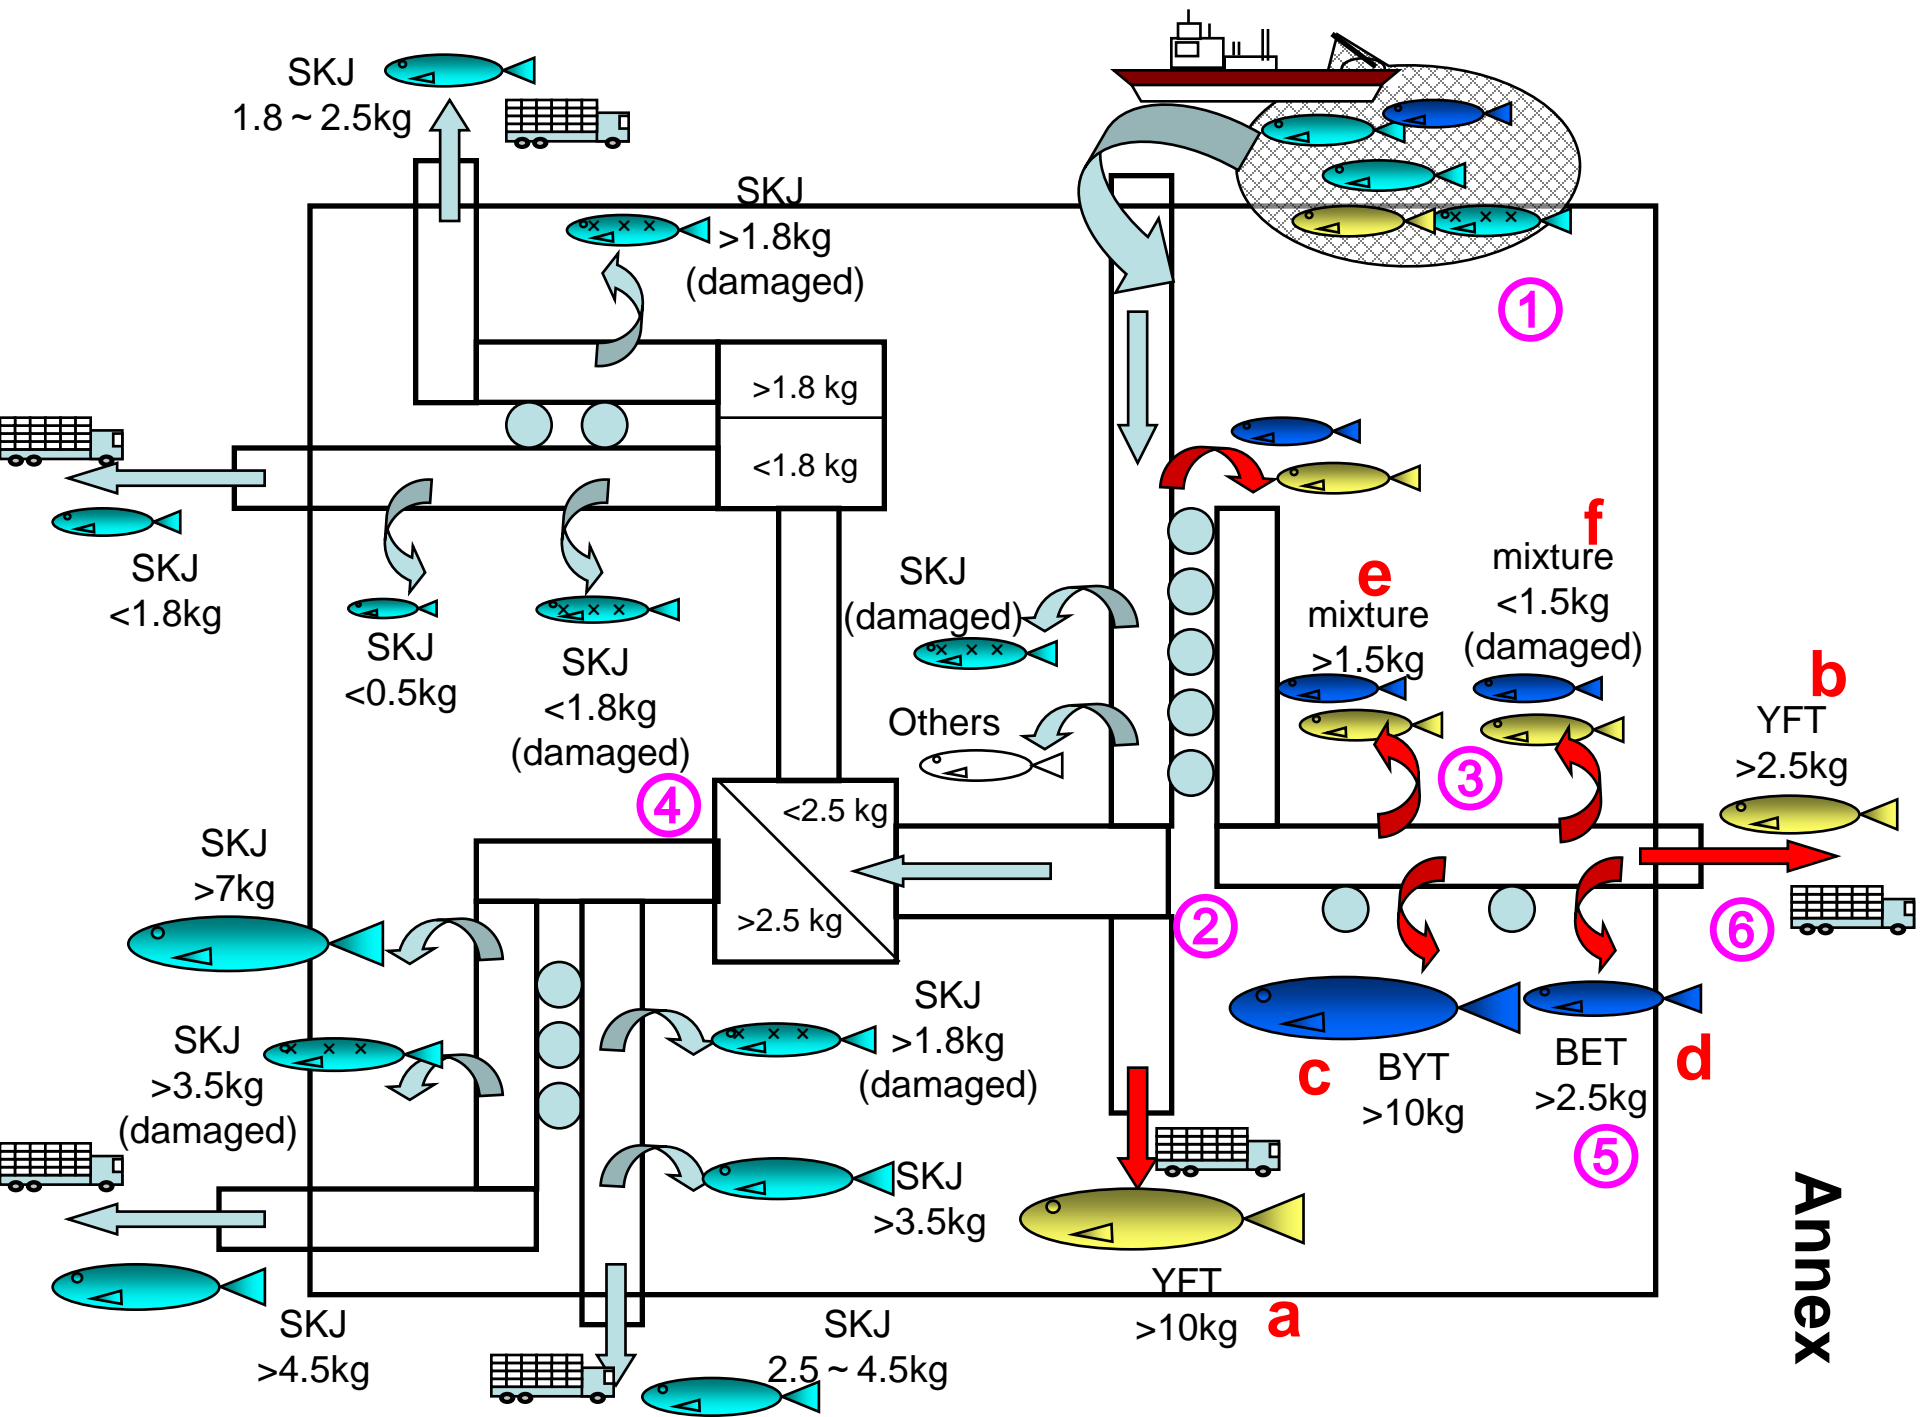 SKJ
1.8 ~ 2.5kg
SKJ
>1.8kg
(damaged)
①
>1.8 kg
<1.8 kg
SKJ
<1.8kg
SKJ
<0.5kg
SKJ
<1.8kg
(damaged)
SKJ
(damaged)
Others
e
mixture
>1.5kg
f
mixture
<1.5kg
(damaged)
b
YFT
>2.5kg
③
④
<2.5 kg
>2.5 kg
②
⑥
SKJ
>7kg
SKJ
>3.5kg
(damaged)
SKJ
>1.8kg
(damaged)
SKJ
>3.5kg
c
BYT
>10kg
BET
>2.5kg
d
⑤
YFT
>10kg
a
SKJ
>4.5kg
SKJ
2.5 ~ 4.5kg
Annex